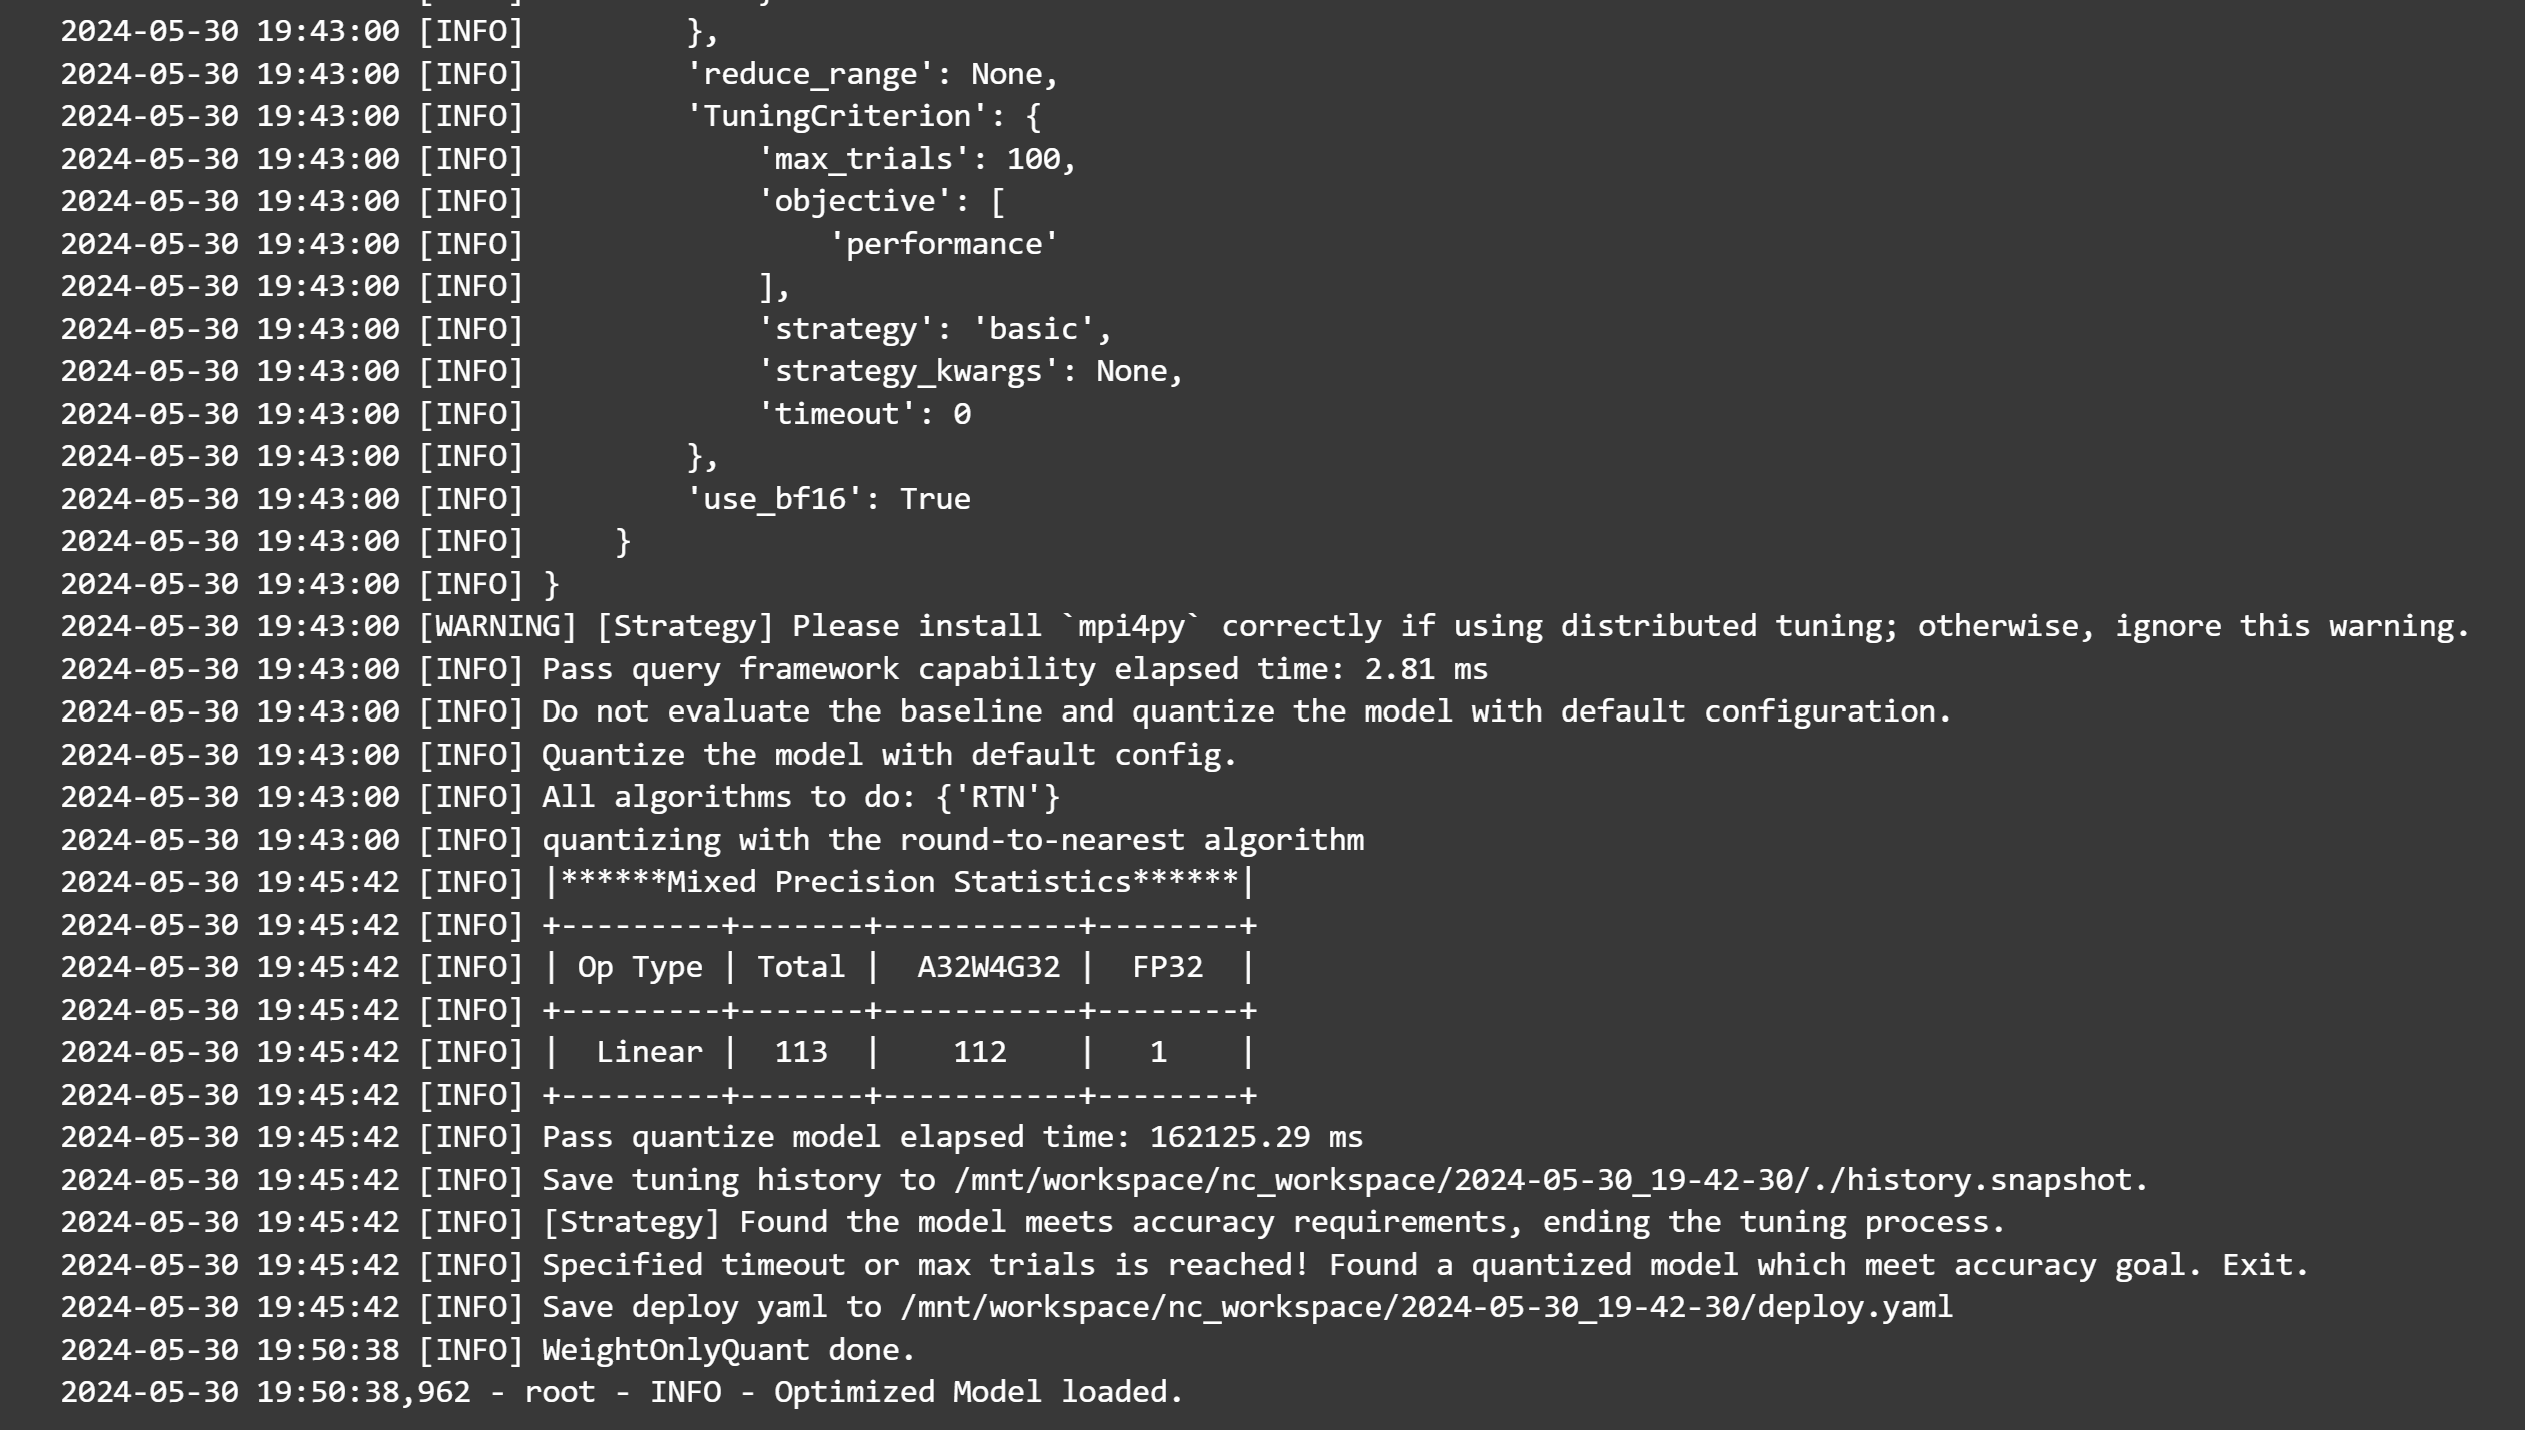 2024-05-30 19:43:00 [INFO]         },
2024-05-30 19:43:00 [INFO]         'reduce_range': None,
2024-05-30 19:43:00 [INFO]         'TuningCriterion': {
2024-05-30 19:43:00 [INFO]             'max_trials': 100,
2024-05-30 19:43:00 [INFO]             'objective': [
2024-05-30 19:43:00 [INFO]                 'performance'
2024-05-30 19:43:00 [INFO]             ],
2024-05-30 19:43:00 [INFO]             'strategy': 'basic',
2024-05-30 19:43:00 [INFO]             'strategy_kwargs': None,
2024-05-30 19:43:00 [INFO]             'timeout': 0
2024-05-30 19:43:00 [INFO]         },
2024-05-30 19:43:00 [INFO]         'use_bf16': True
2024-05-30 19:43:00 [INFO]     }
2024-05-30 19:43:00 [INFO] }
2024-05-30 19:43:00 [WARNING] [Strategy] Please install `mpi4py` correctly if using distributed tuning; otherwise, ignore this warning.
2024-05-30 19:43:00 [INFO] Pass query framework capability elapsed time: 2.81 ms
2024-05-30 19:43:00 [INFO] Do not evaluate the baseline and quantize the model with default configuration.
2024-05-30 19:43:00 [INFO] Quantize the model with default config.
2024-05-30 19:43:00 [INFO] All algorithms to do: {'RTN'}
2024-05-30 19:43:00 [INFO] quantizing with the round-to-nearest algorithm
2024-05-30 19:45:42 [INFO] |******Mixed Precision Statistics******|
2024-05-30 19:45:42 [INFO] +---------+-------+-----------+--------+
2024-05-30 19:45:42 [INFO] | Op Type | Total |  A32W4G32 |  FP32  |
2024-05-30 19:45:42 [INFO] +---------+-------+-----------+--------+
2024-05-30 19:45:42 [INFO] |  Linear |  113  |    112    |   1    |
2024-05-30 19:45:42 [INFO] +---------+-------+-----------+--------+
2024-05-30 19:45:42 [INFO] Pass quantize model elapsed time: 162125.29 ms
2024-05-30 19:45:42 [INFO] Save tuning history to /mnt/workspace/nc_workspace/2024-05-30_19-42-30/./history.snapshot.
2024-05-30 19:45:42 [INFO] [Strategy] Found the model meets accuracy requirements, ending the tuning process.
2024-05-30 19:45:42 [INFO] Specified timeout or max trials is reached! Found a quantized model which meet accuracy goal. Exit.
2024-05-30 19:45:42 [INFO] Save deploy yaml to /mnt/workspace/nc_workspace/2024-05-30_19-42-30/deploy.yaml
2024-05-30 19:50:38 [INFO] WeightOnlyQuant done.
2024-05-30 19:50:38,962 - root - INFO - Optimized Model loaded.